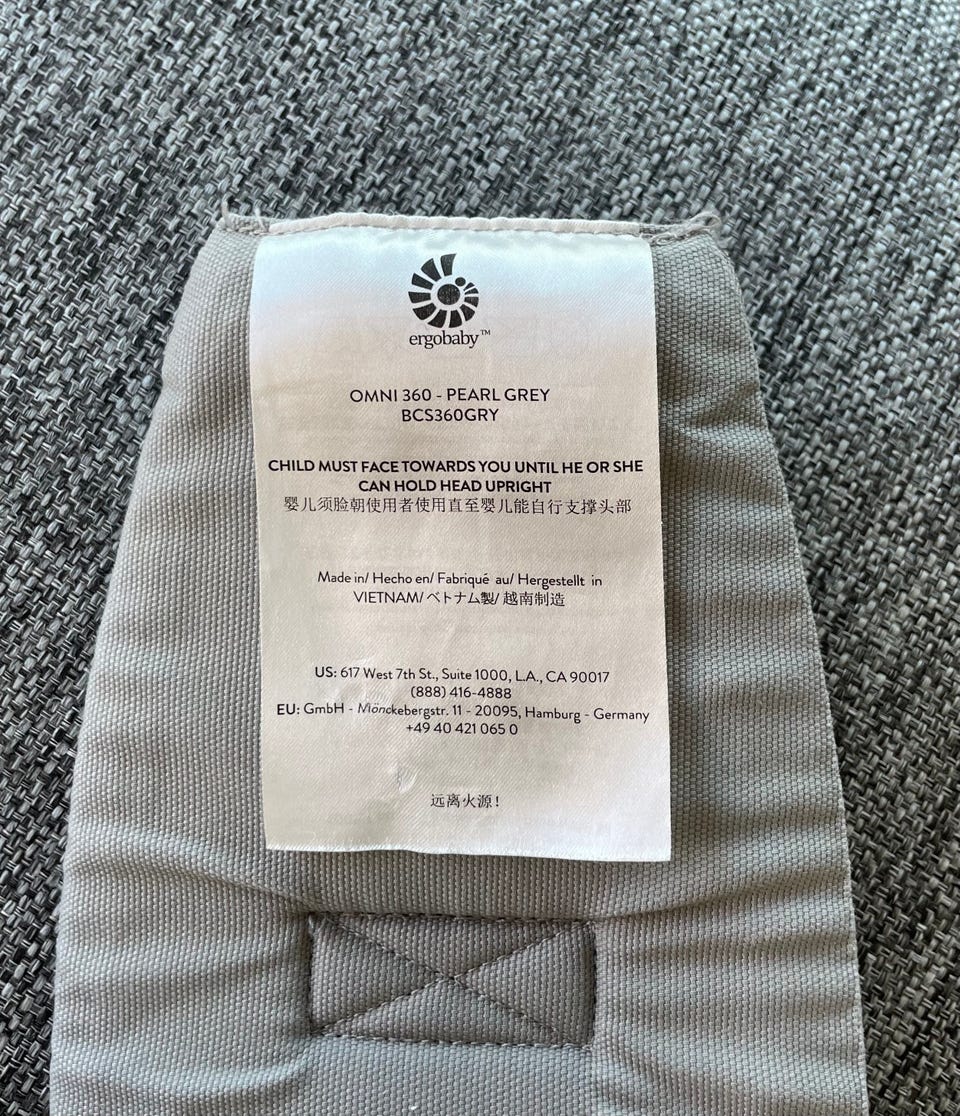 ergobaby™
OMNI 360 - PEARL GREY
BCS360GRY
CHILD MUST FACE TOWARDS YOU UNTIL HE OR SHE
CAN HOLD HEAD UPRIGHT
婴儿须脸朝使用者使用直至婴儿能自行支撑头部
Made in/ Hecho en/ Fabriqué au/ Hergestellt in
VIETNAM/ ベトナム製/ 越南制造
US: 617 West 7th St., Suite 1000, L.A., CA 90017
(888) 416-4888
EU: GmbH - Mönckebergstr. 11 - 20095, Hamburg - Germany
+49 40 421 065 0
远离火源!